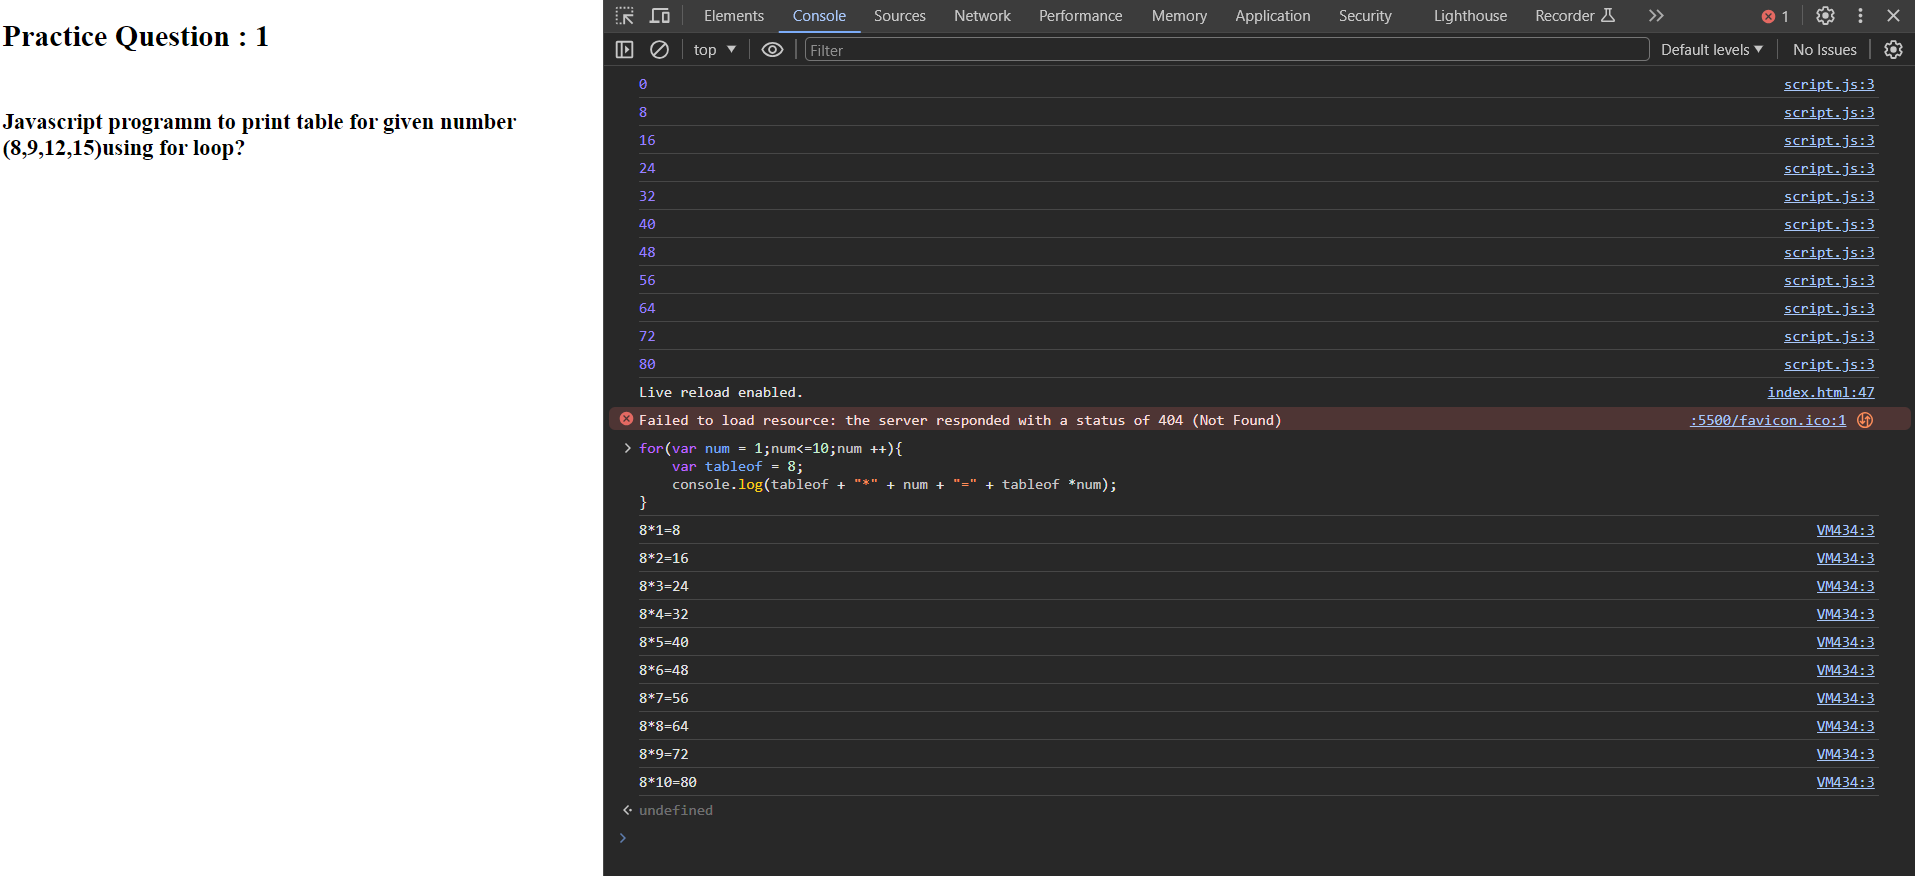 Practice Question : 1
Javascript programm to print table for given number
(8,9,12,15)using for loop?
Elements Console Sources Network Performance Memory Application Security Lighthouse Recorder 1
top Filter Default levels No Issues
0 script.js:3
8 script.js:3
16 script.js:3
24 script.js:3
32 script.js:3
40 script.js:3
48 script.js:3
56 script.js:3
64 script.js:3
72 script.js:3
80 script.js:3
Live reload enabled. index.html:47
Failed to load resource: the server responded with a status of 404 (Not Found) :5500/favicon.ico:1
for(var num = 1;num<=10;num ++){
    var tableof = 8;
    console.log(tableof + "*" + num + "=" + tableof *num);
}
8*1=8 VM434:3
8*2=16 VM434:3
8*3=24 VM434:3
8*4=32 VM434:3
8*5=40 VM434:3
8*6=48 VM434:3
8*7=56 VM434:3
8*8=64 VM434:3
8*9=72 VM434:3
8*10=80 VM434:3
undefined